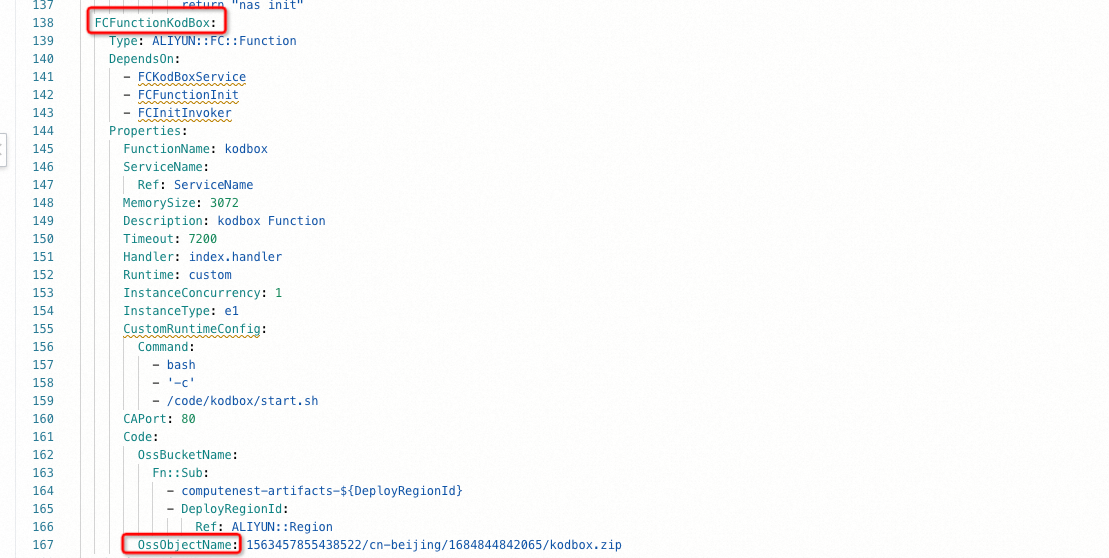 137 return "nas init"
138 FCFunctionKodBox:
139 Type: ALIYUN::FC::Function
140 DependsOn:
141 - FCKodBoxService
142 - FCFunctionInit
143 - FCInitInvoker
144 Properties:
145 FunctionName: kodbox
146 ServiceName:
147 Ref: ServiceName
148 MemorySize: 3072
149 Description: kodbox Function
150 Timeout: 7200
151 Handler: index.handler
152 Runtime: custom
153 InstanceConcurrency: 1
154 InstanceType: e1
155 CustomRuntimeConfig:
156 Command:
157 - bash
158 - '-c'
159 - /code/kodbox/start.sh
160 CAPort: 80
161 Code:
162 OssBucketName:
163 Fn::Sub:
164 - computenest-artifacts-${DeployRegionId}
165 - DeployRegionId:
166 Ref: ALIYUN::Region
167 OssObjectName: 1563457855438522/cn-beijing/1684844842065/kodbox.zip